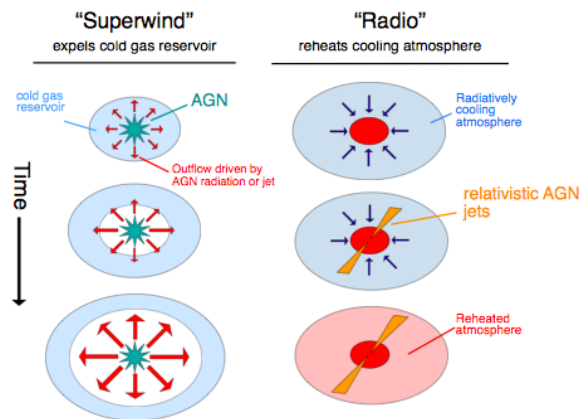 “Superwind”
expels cold gas reservoir
“Radio”
reheats cooling atmosphere
cold gas
reservoir
AGN
Outflow driven by
AGN radiation or jet
Time
Radiatively
cooling
atmosphere
relativistic AGN
jets
Reheated
atmosphere